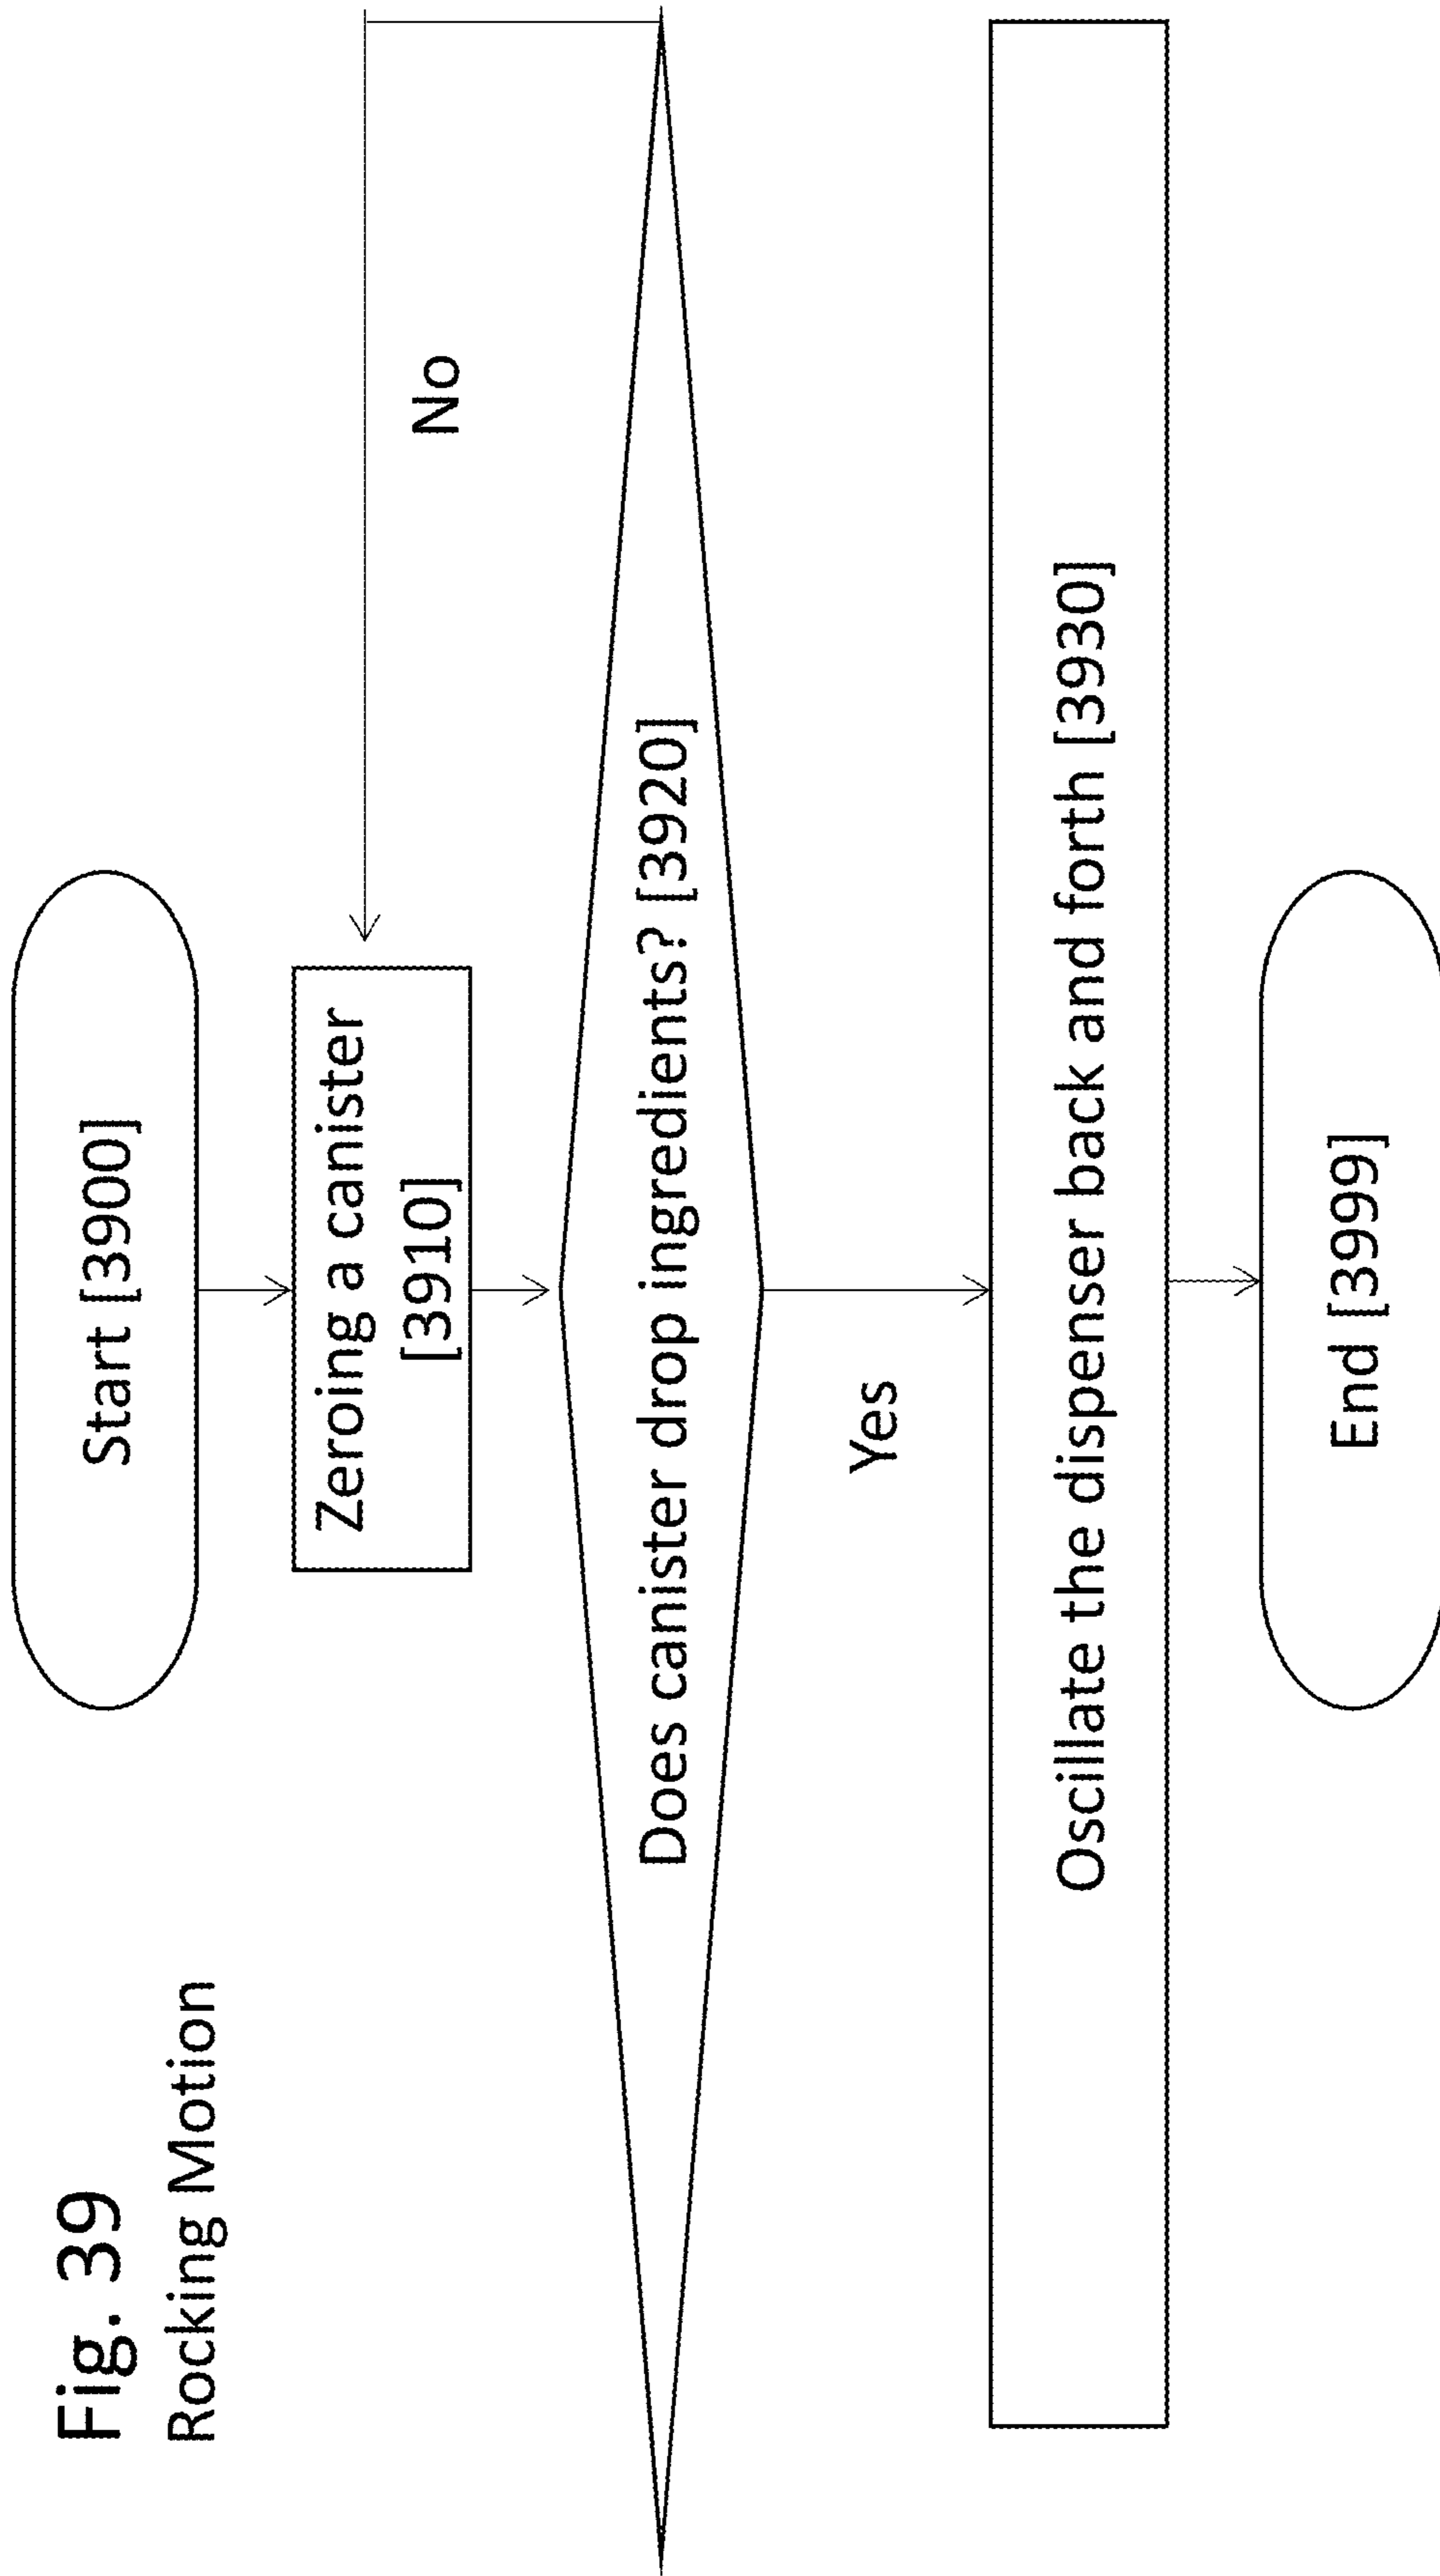 Fig. 39
Rocking Motion
Start [3900]
Zeroing a canister
[3910]
No
Does canister drop ingredients? [3920]
Yes
Oscillate the dispenser back and forth [3930]
End [3999]